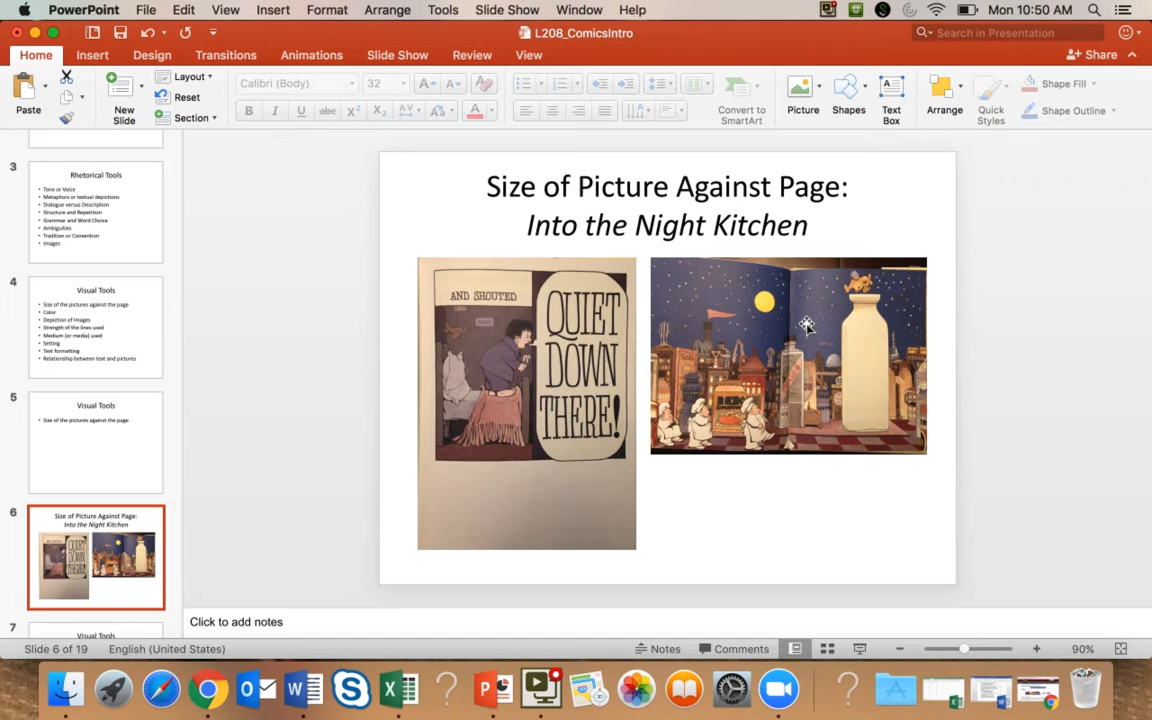 PowerPoint File Edit View Insert Format Arrange Tools Slide Show Window Help Mon 10:50 AM
L208_ComicsIntro
Search in Presentation
Home Insert Design Transitions Animations Slide Show Review View
Share
Paste
New Slide
Layout
Reset
Section
Calibri (Body) 32
Convert to SmartArt
Picture
Shapes
Text Box
Arrange
Quick Styles
Shape Fill
Shape Outline
3
Rhetorical Tools
• Tone or Voice
• Metaphors or textual depictions
• Dialogue versus Description
• Structure and Repetition
• Grammar and Word Choice
• Ambiguities
• Tradition or Convention
• Images
4
Visual Tools
• Size of the pictures against the page
• Color
• Depiction of Images
• Strength of the lines used
• Medium (or media) used
• Setting
• Text formatting
• Relationship between text and pictures
5
Visual Tools
• Size of the pictures against the page
6
Size of Picture Against Page:
Into the Night Kitchen
7
Visual Tools
Size of Picture Against Page:
Into the Night Kitchen
AND SHOUTED
QUIET
DOWN
THERE!
Click to add notes
Slide 6 of 19 English (United States) Notes Comments 90%